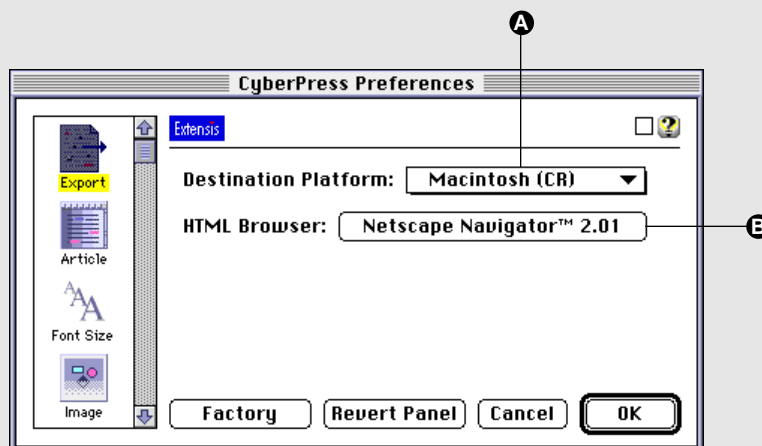 A
CyberPress Preferences
Extensis
?
Export
Destination Platform: Macintosh (CR)
HTML Browser: Netscape Navigator™ 2.01
B
Article
AAA
Font Size
Image
Factory Revert Panel Cancel OK